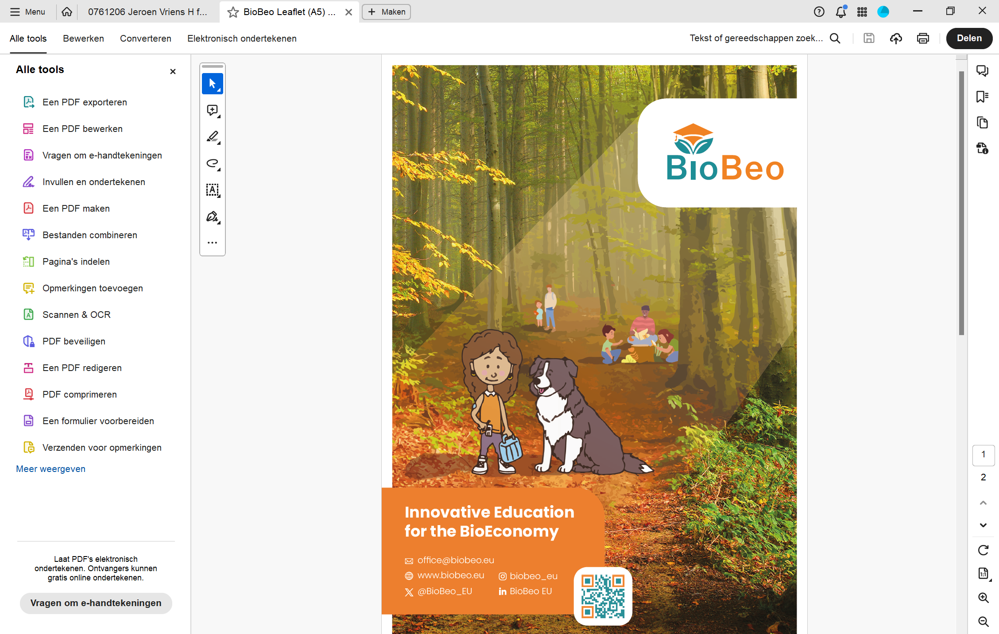 Menu
0761206 Jeroen Vriens H f...
BioBeo Leaflet (A5) ...
Maken
Alle tools
Bewerken
Converteren
Elektronisch ondertekenen
Tekst of gereedschappen zoek...
Delen
Alle tools
Een PDF exporteren
Een PDF bewerken
Vragen om e-handtekeningen
Invullen en ondertekenen
Een PDF maken
Bestanden combineren
Pagina's indelen
Opmerkingen toevoegen
Scannen & OCR
PDF beveiligen
Een PDF redigeren
PDF comprimeren
Een formulier voorbereiden
Verzenden voor opmerkingen
Meer weergeven
Laat PDF's elektronisch
ondertekenen. Ontvangers kunnen
gratis online ondertekenen.
Vragen om e-handtekeningen
BioBeo
Innovative Education
for the BioEconomy
office@biobeo.eu
www.biobeo.eu
biobeo_eu
@BioBeo_EU
BioBeo EU
1
2